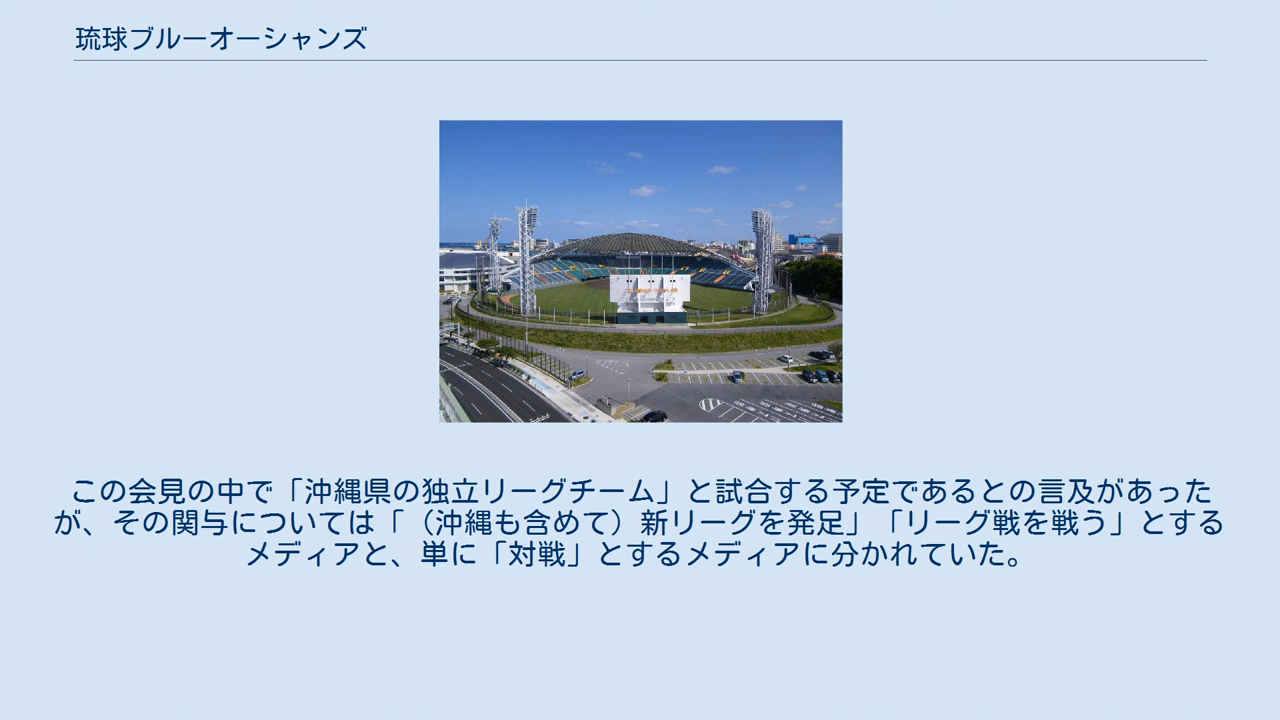 琉球ブルーオーシャンズ
この会見の中で「沖縄県の独立リーグチーム」と試合する予定であるとの言及があった
が、その関与については「（沖縄も含めて）新リーグを発足」「リーグ戦を戦う」とする
メディアと、単に「対戦」とするメディアに分かれていた。